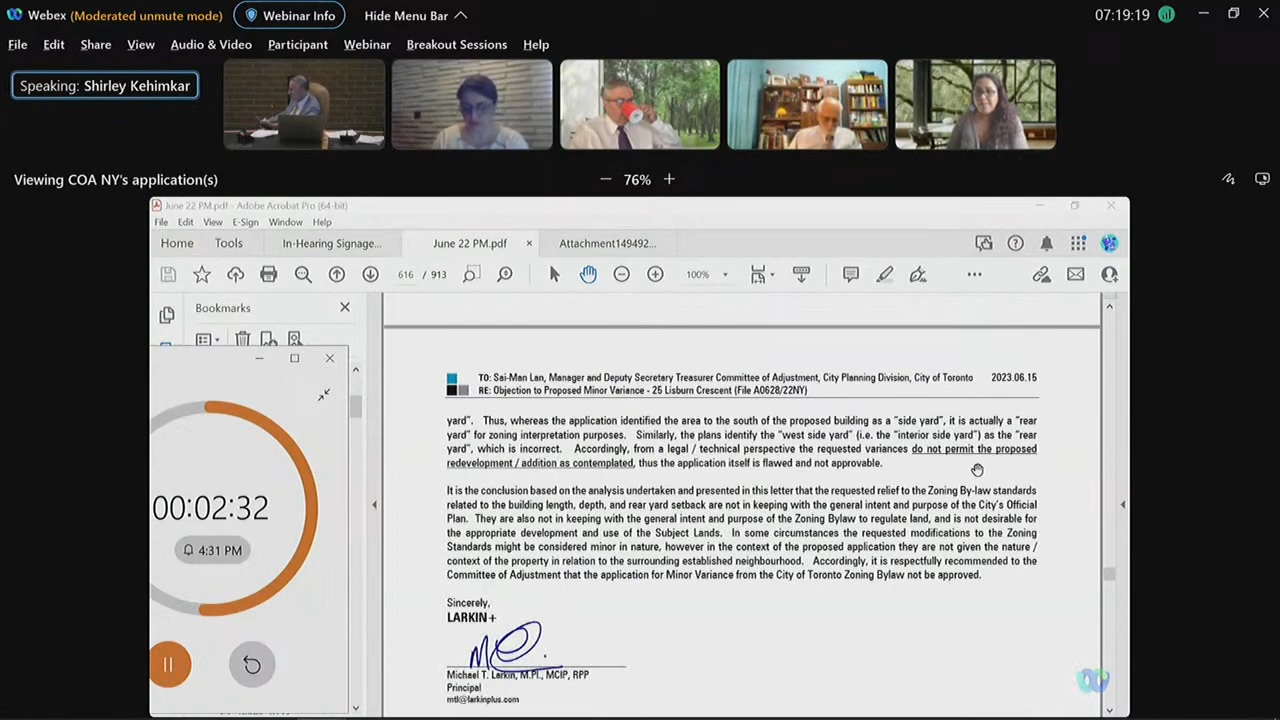 Webex (Moderated unmute mode) Webinar Info Hide Menu Bar 07:19:19
File Edit Share View Audio & Video Participant Webinar Breakout Sessions Help
Speaking: Shirley Kehimkar
Viewing COA NY's application(s) 76%
June 22 PM.pdf - Adobe Acrobat Pro (64-bit)
File Edit View E-Sign Window Help
Home Tools In-Hearing Signage... June 22 PM.pdf Attachment149492...
616 / 913 100%
Bookmarks
TO: Sai-Man Lan, Manager and Deputy Secretary Treasurer Committee of Adjustment, City Planning Division, City of Toronto 2023.06.15
RE: Objection to Proposed Minor Variance - 25 Lisburn Crescent (File A0628/22NY)
yard". Thus, whereas the application identified the area to the south of the proposed building as a "side yard", it is actually a "rear
yard" for zoning interpretation purposes. Similarly, the plans identify the "west side yard" (i.e. the "interior side yard") as the "rear
yard", which is incorrect. Accordingly, from a legal / technical perspective the requested variances do not permit the proposed
redevelopment / addition as contemplated, thus the application itself is flawed and not approvable.
It is the conclusion based on the analysis undertaken and presented in this letter that the requested relief to the Zoning By-law standards
related to the building length, depth, and rear yard setback are not in keeping with the general intent and purpose of the City's Official
Plan. They are also not in keeping with the general intent and purpose of the Zoning Bylaw to regulate land, and is not desirable for
the appropriate development and use of the Subject Lands. In some circumstances the requested modifications to the Zoning
Standards might be considered minor in nature, however in the context of the proposed application they are not given the nature /
context of the property in relation to the surrounding established neighbourhood. Accordingly, it is respectfully recommended to the
Committee of Adjustment that the application for Minor Variance from the City of Toronto Zoning Bylaw not be approved.
Sincerely,
LARKIN+
Michael T. Larkin, M.Pl., MCIP, RPP
Principal
mtl@larkinplus.com
00:02:32
4:31 PM